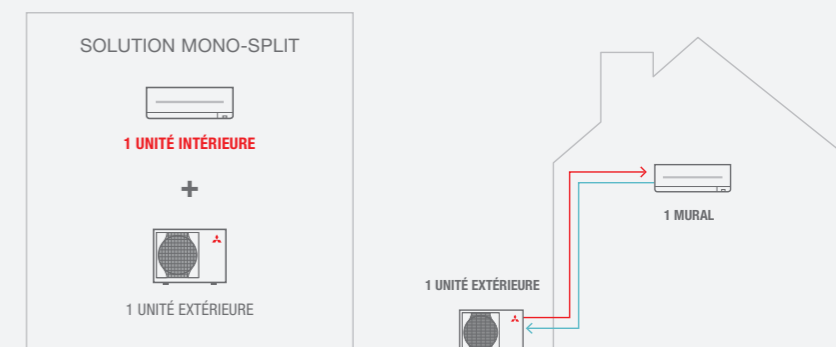 SOLUTION MONO-SPLIT
1 UNITÉ INTÉRIEURE
+
1 UNITÉ EXTÉRIEURE
1 MURAL
1 UNITÉ EXTÉRIEURE